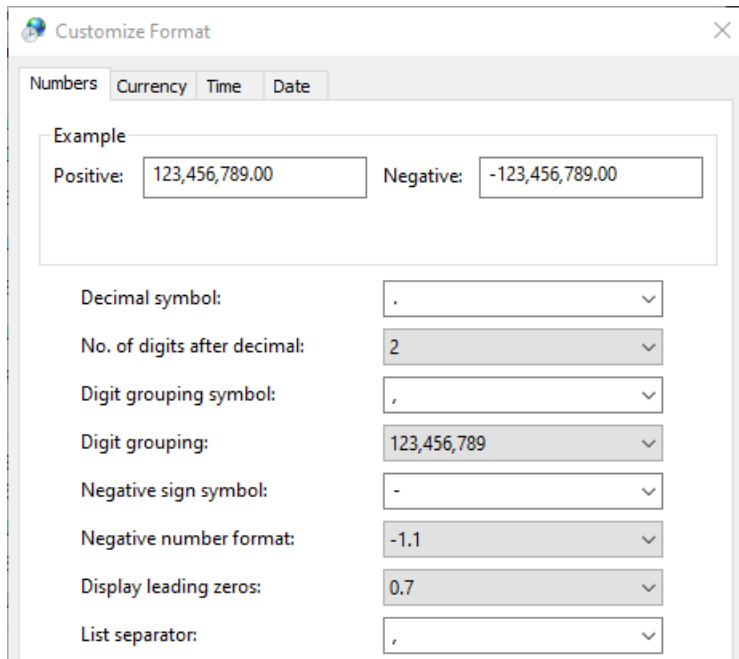 Customize Format
Numbers Currency Time Date
Example
Positive: 123,456,789.00 Negative: -123,456,789.00
Decimal symbol: .
No. of digits after decimal: 2
Digit grouping symbol: ,
Digit grouping: 123,456,789
Negative sign symbol: -
Negative number format: -1.1
Display leading zeros: 0.7
List separator: ,